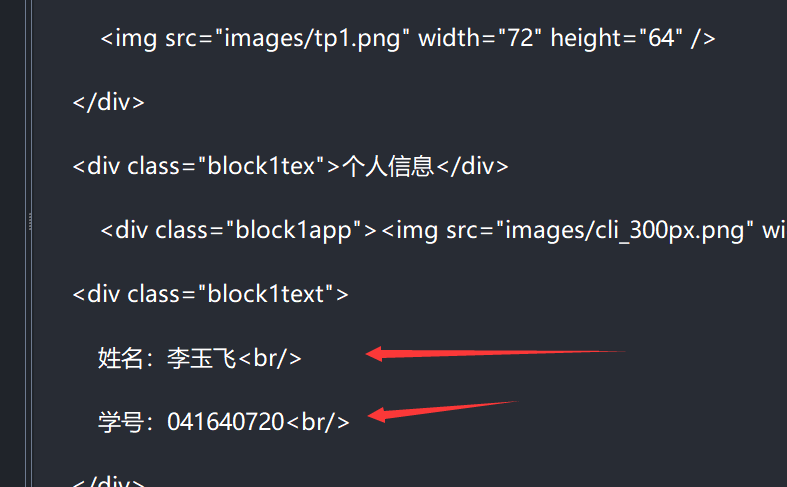 <img src="images/tp1.png" width="72" height="64" />
</div>
<div class="block1tex">个人信息</div>
<div class="block1app"><img src="images/cli_300px.png" wi
<div class="block1text">
姓名：李玉飞<br/>
学号：041640720<br/>
</div>